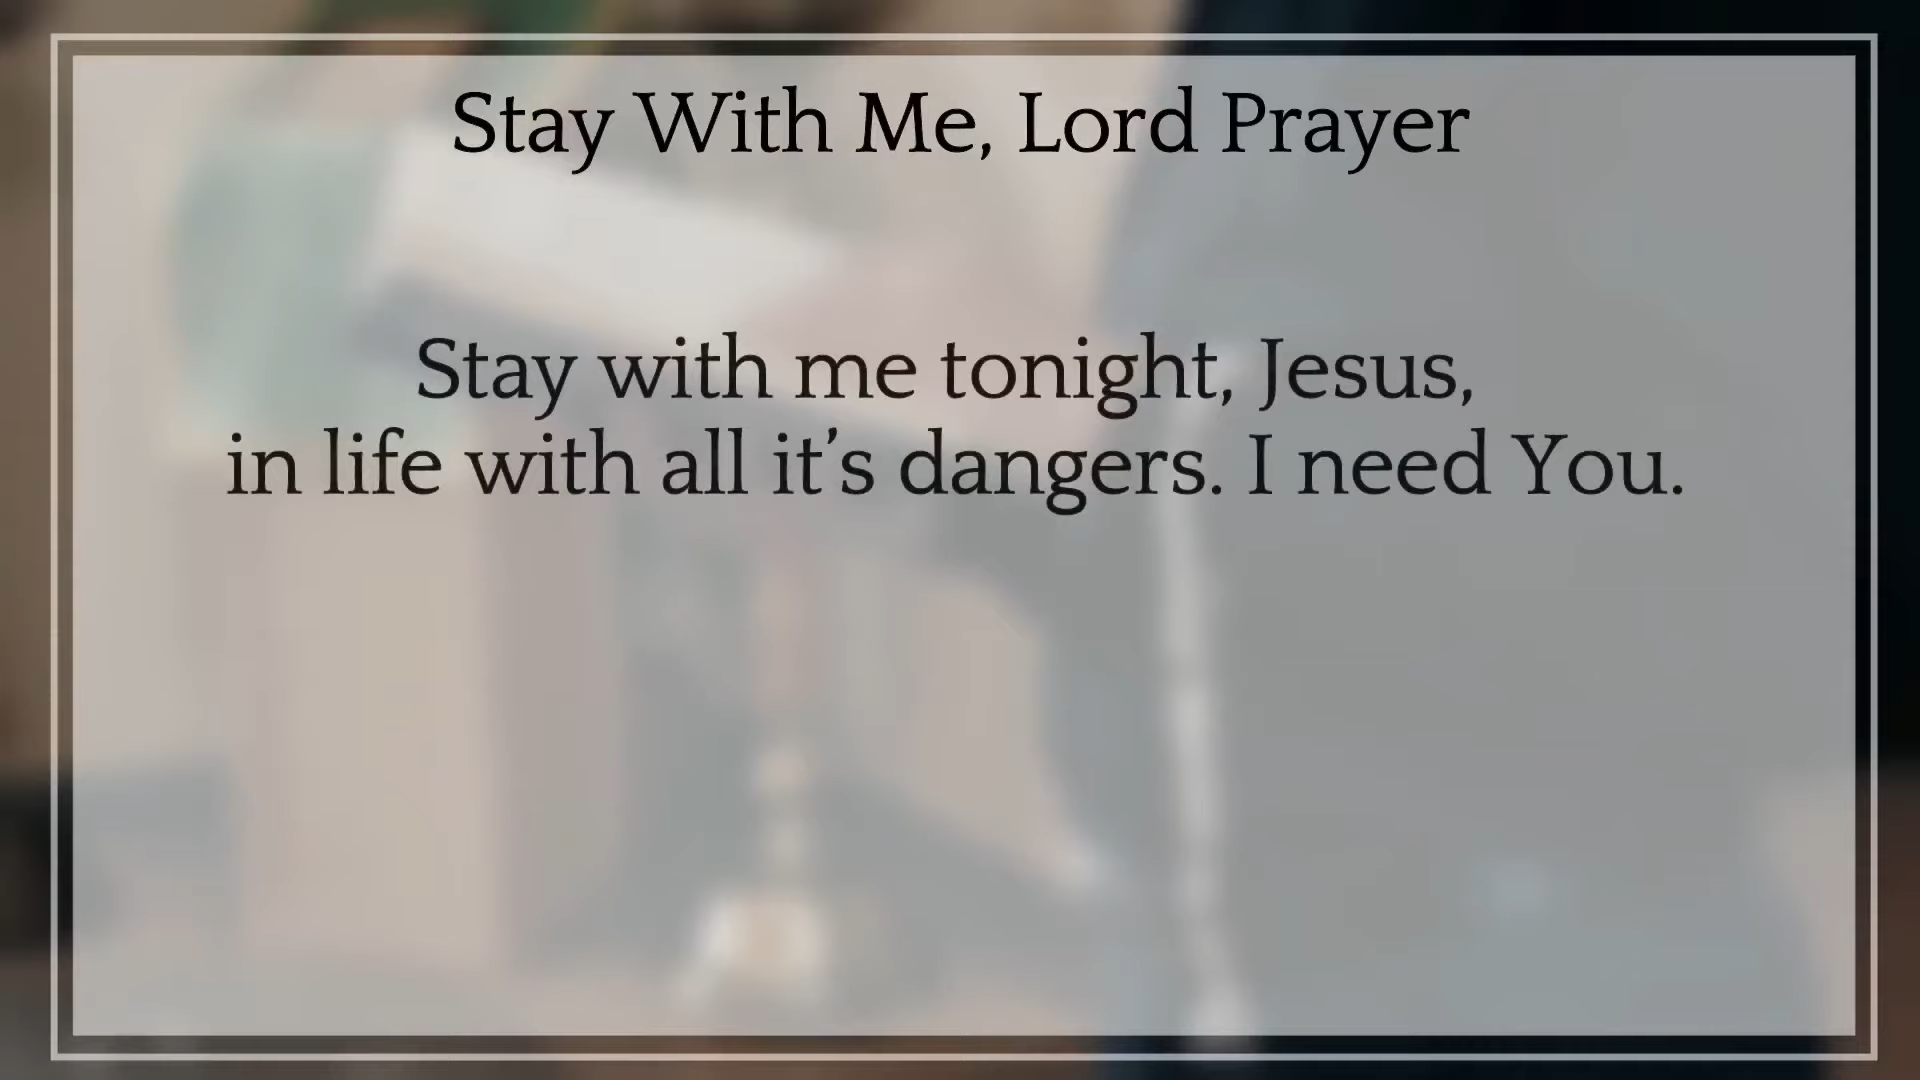 Stay With Me, Lord Prayer
Stay with me tonight, Jesus,
in life with all it’s dangers. I need You.